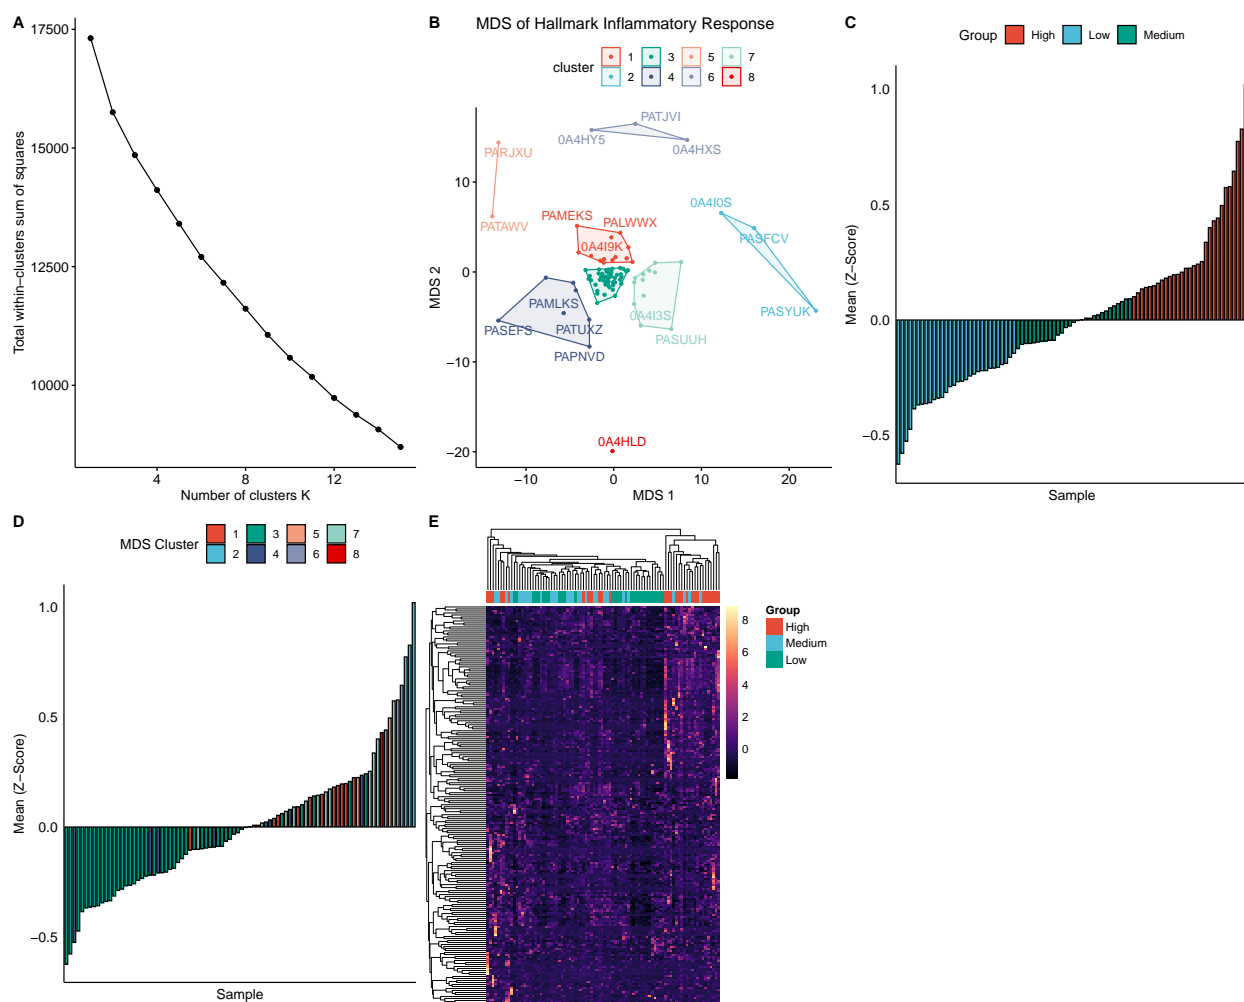 A
17500
15000
12500
10000
Total within−clusters sum of squares
4
8
12
Number of clusters K
B
MDS of Hallmark Inflammatory Response
cluster
1
3
5
7
2
4
6
8
10
0
−10
−20
MDS 2
−10
0
10
20
MDS 1
PATJVI
0A4HY5
0A4HXS
PARJXU
PATAWV
PAMEKS
PALWWX
0A4I9K
0A4I0S
PASFCV
PASYUK
PAMLKS
PASEFS
PATUXZ
PAPNVD
0A4I3S
PASUUH
0A4HLD
C
Group
High
Low
Medium
1.0
0.5
0.0
−0.5
Mean (Z−Score)
Sample
D
MDS Cluster
1
3
5
7
2
4
6
8
1.0
0.5
0.0
−0.5
Mean (Z−Score)
Sample
E
8
6
4
2
0
Group
High
Medium
Low